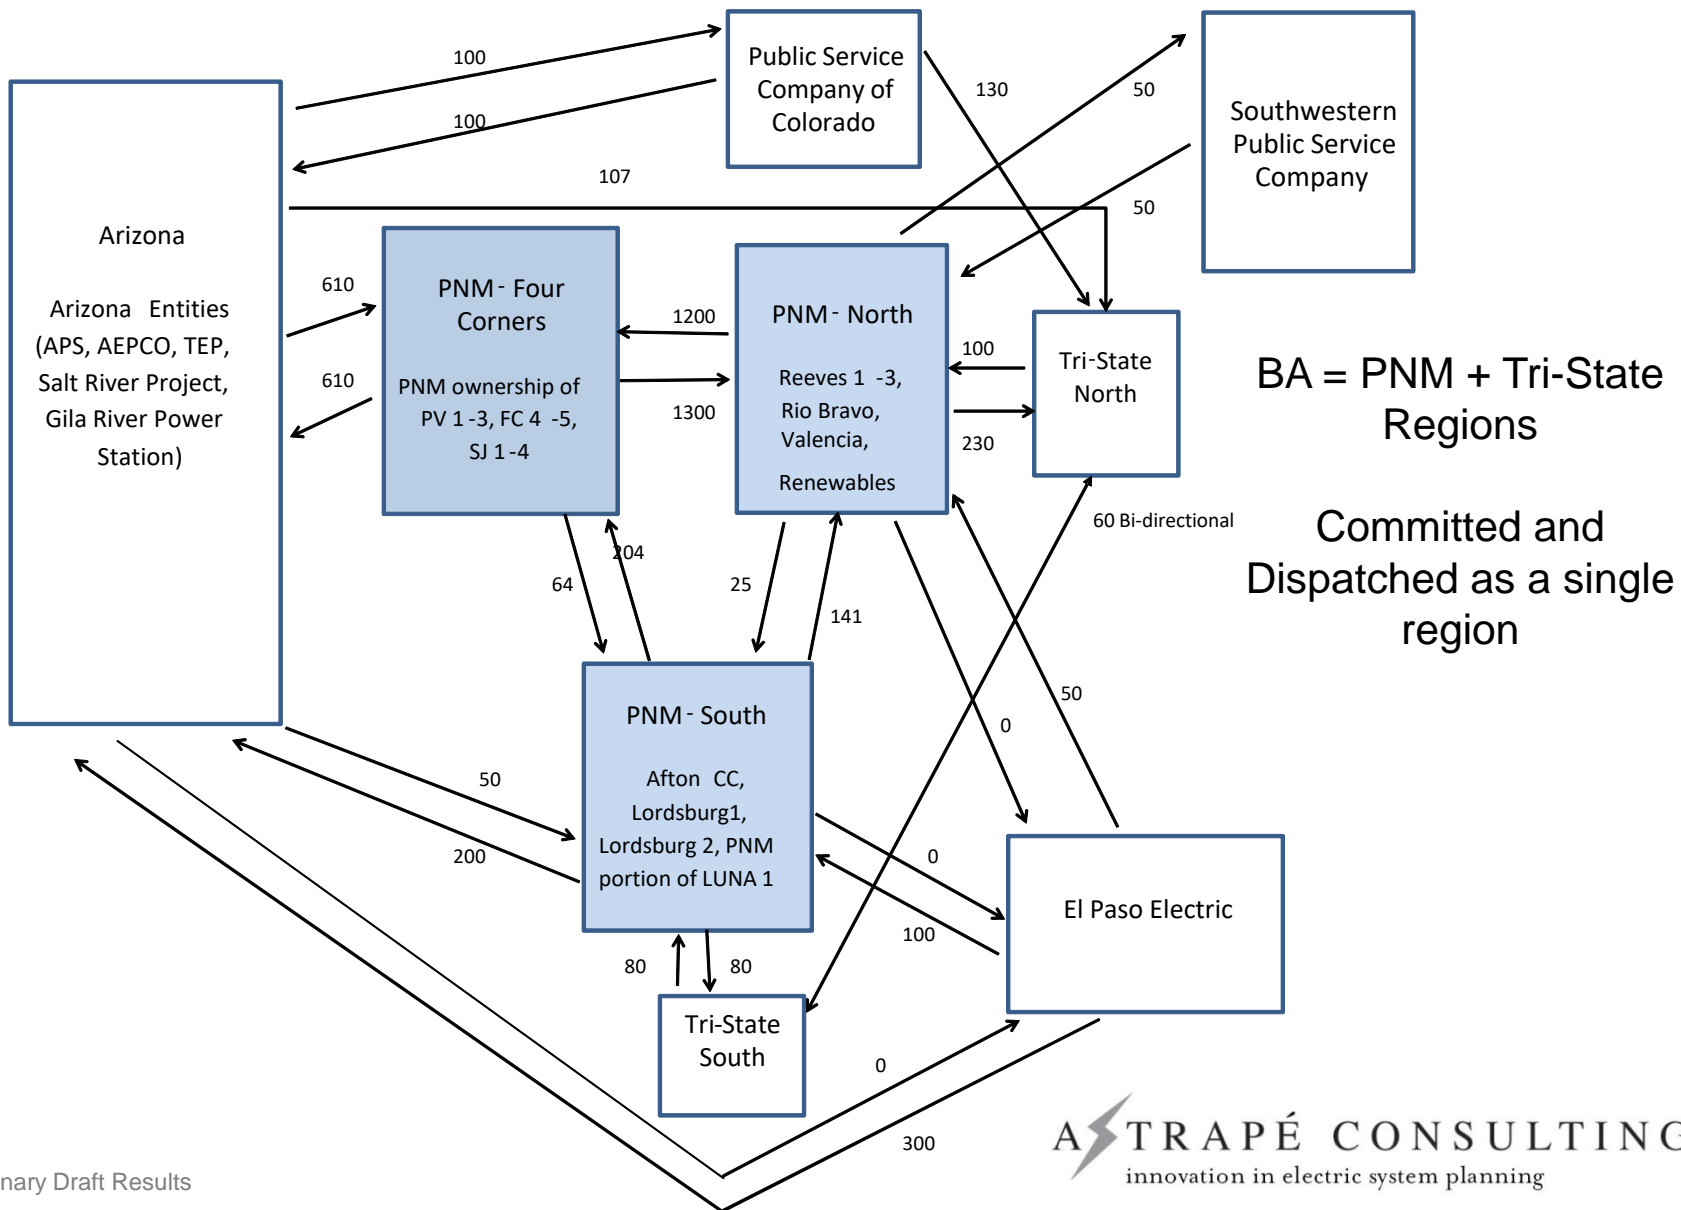 100
Public Service
Company of
Colorado
100
130
50
Southwestern
Public Service
Company
50
107
Arizona
Arizona Entities
(APS, AEPCO, TEP,
Salt River Project,
Gila River Power
Station)
610
610
PNM - Four
Corners
PNM ownership of
PV 1 -3, FC 4 -5,
SJ 1 -4
1200
1300
PNM - North
Reeves 1 -3,
Rio Bravo,
Valencia,
Renewables
100
230
Tri-State
North
BA = PNM + Tri-State
Regions
Committed and
Dispatched as a single
region
60 Bi-directional
204
64
25
141
50
0
PNM - South
Afton CC,
Lordsburg1,
Lordsburg 2, PNM
portion of LUNA 1
50
200
0
100
El Paso Electric
80
80
Tri-State
South
0
300
ASTRAPÉ CONSULTING
innovation in electric system planning
nary Draft Results